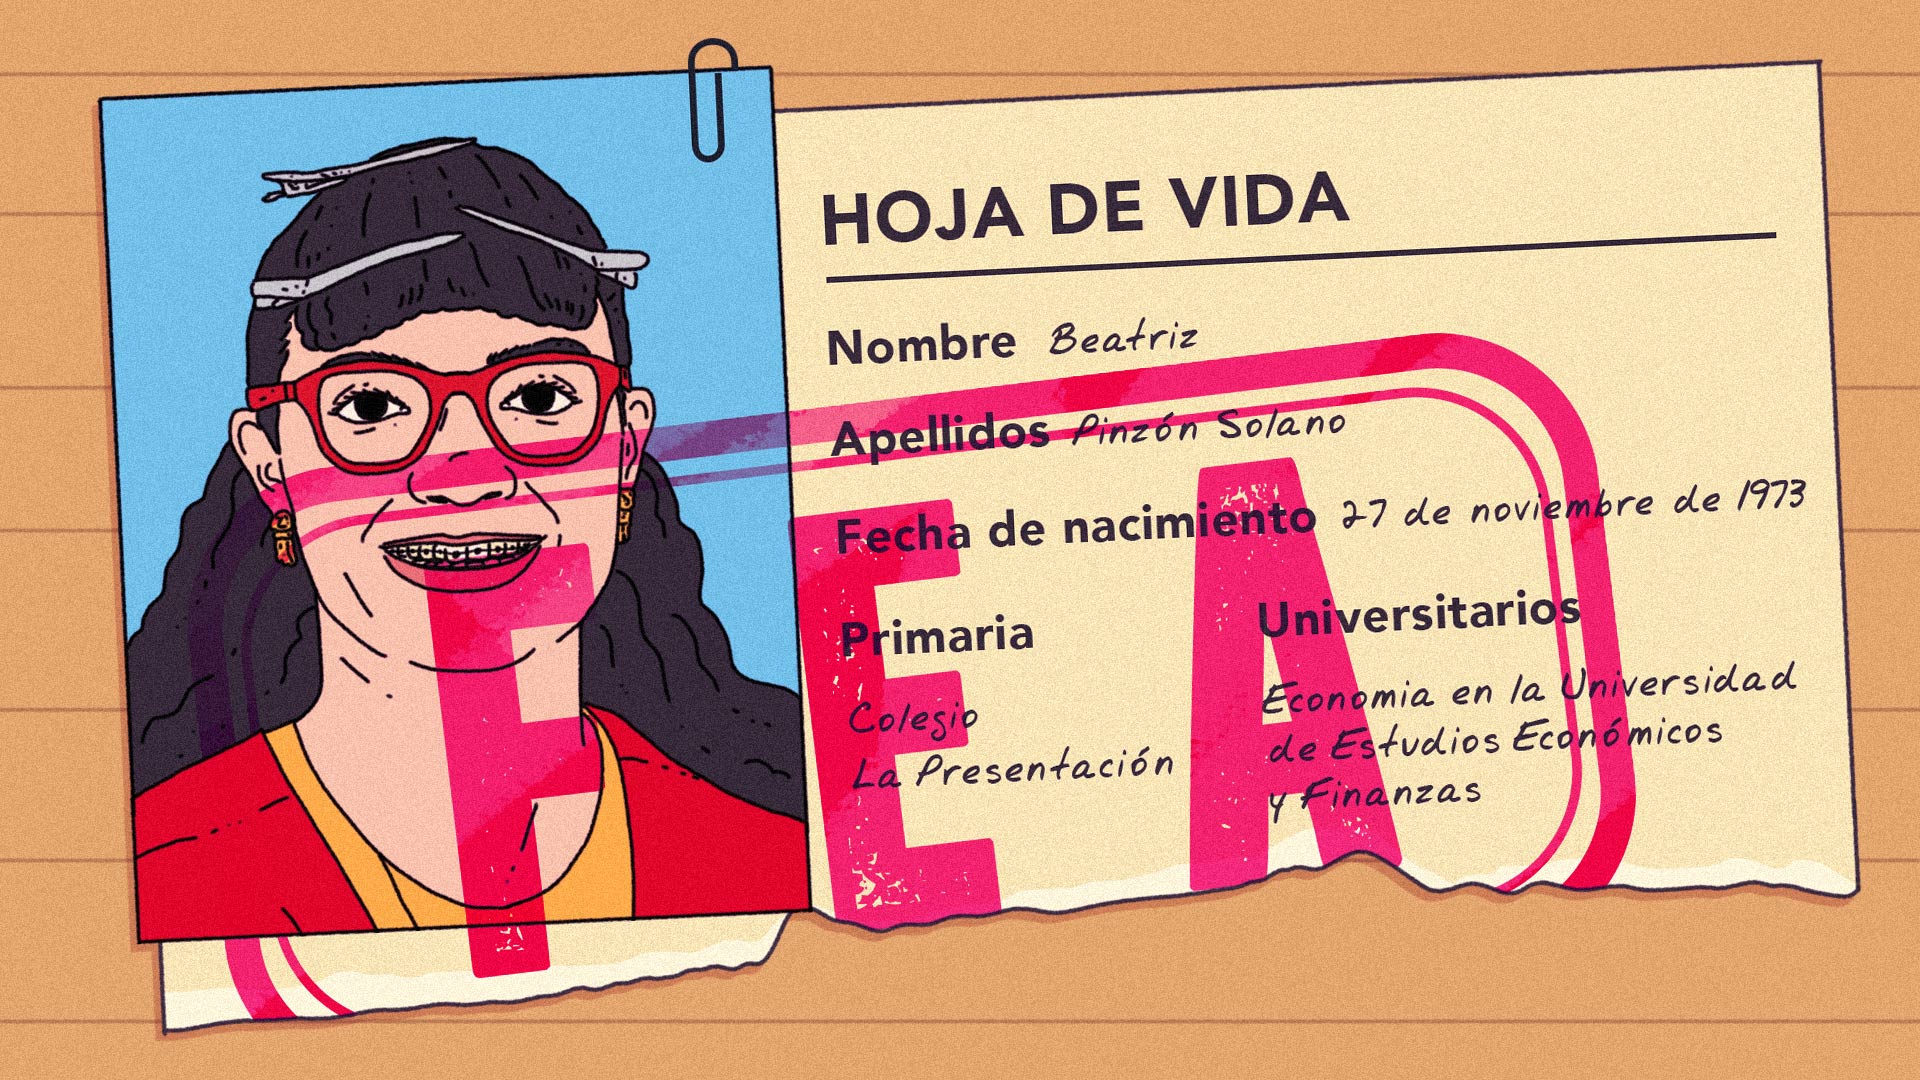 HOJA DE VIDA
Nombre Beatriz
Apellidos Pinzón Solano
Fecha de nacimiento 27 de noviembre de 1973
Primaria
Colegio
La Presentación
Universitarios
Economia en la Universidad
de Estudios Económicos
y Finanzas
FEA